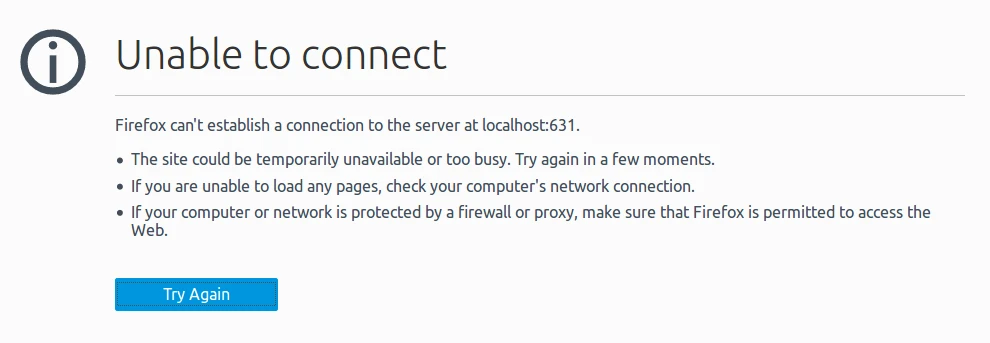 Unable to connect
Firefox can't establish a connection to the server at localhost:631.
• The site could be temporarily unavailable or too busy. Try again in a few moments.
• If you are unable to load any pages, check your computer's network connection.
• If your computer or network is protected by a firewall or proxy, make sure that Firefox is permitted to access the
Web.
Try Again